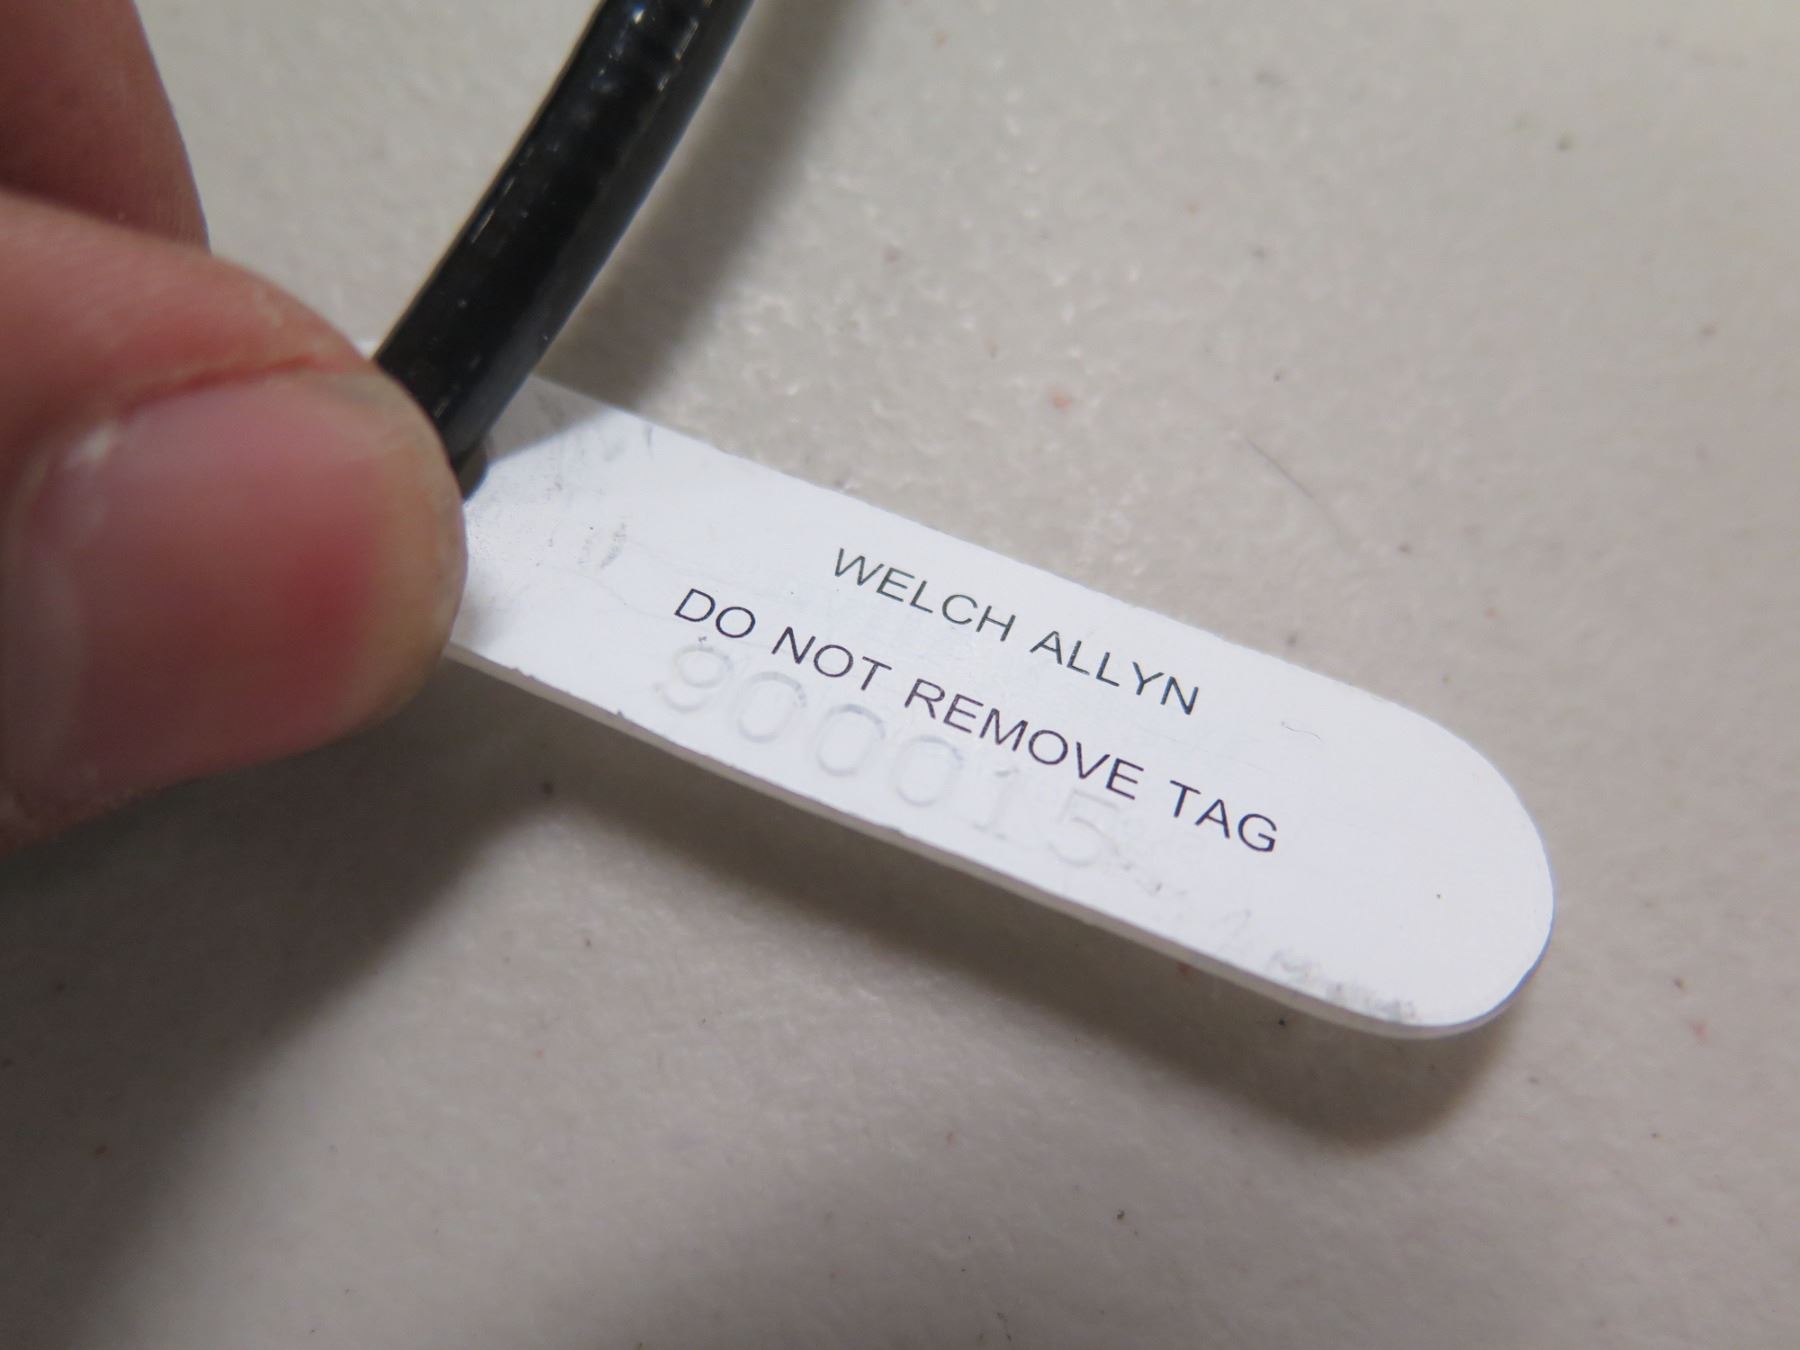 WELCH ALLYN
DO NOT REMOVE TAG
900015